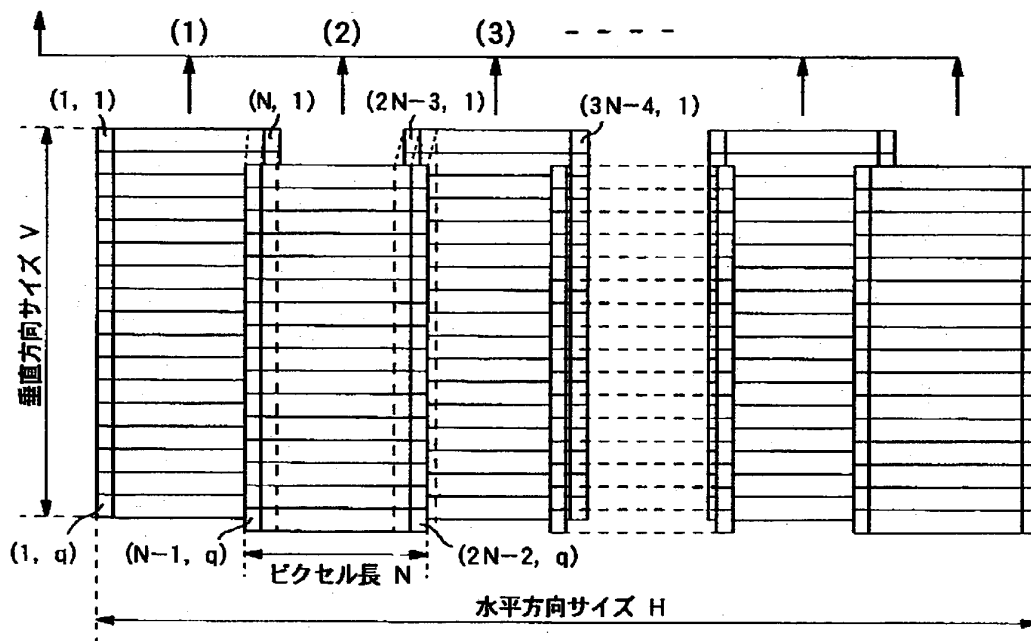 (1) (2) (3) - - - -
(1, 1) (N, 1) (2N-3, 1) (3N-4, 1)
垂直方向サイズ V
(1, q) (N-1, q) (2N-2, q)
ピクセル長 N
水平方向サイズ H